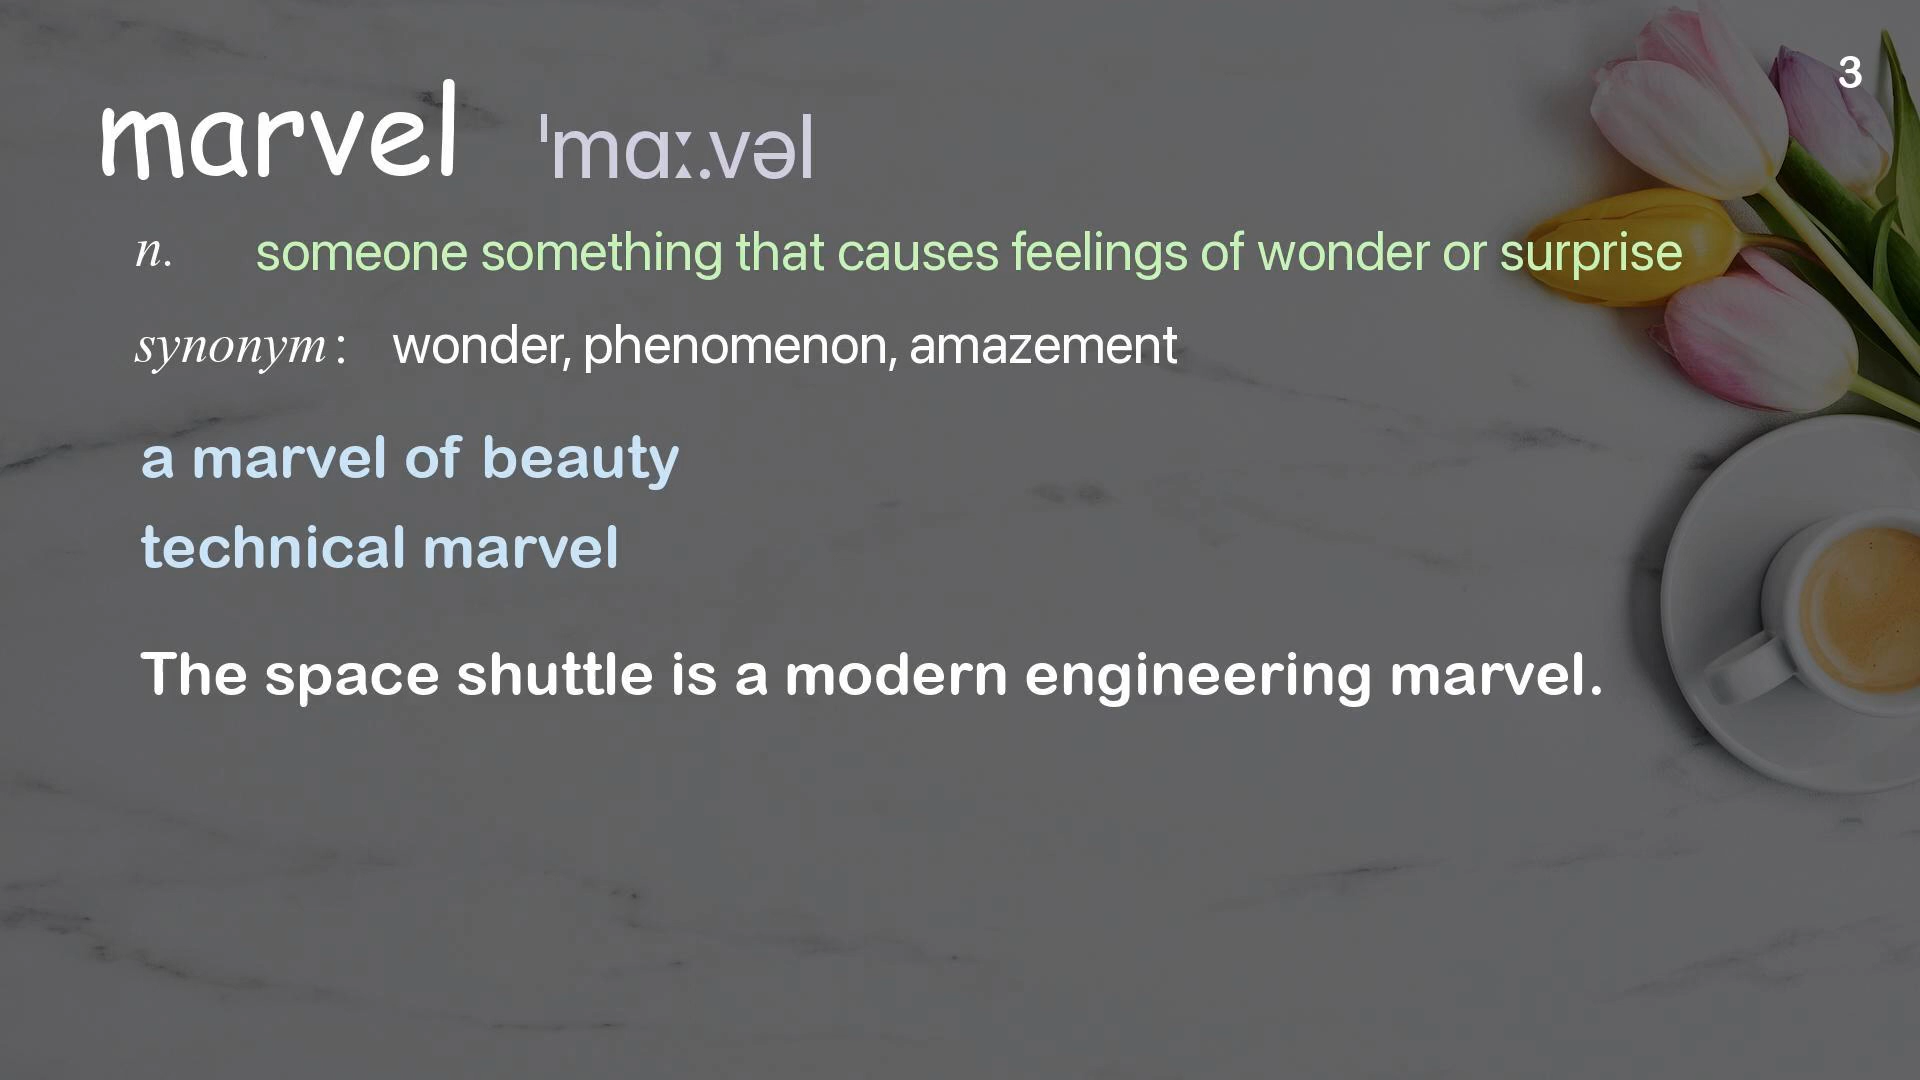 3
marvel ˈmɑː.vəl
n. someone something that causes feelings of wonder or surprise
synonym: wonder, phenomenon, amazement
a marvel of beauty
technical marvel
The space shuttle is a modern engineering marvel.